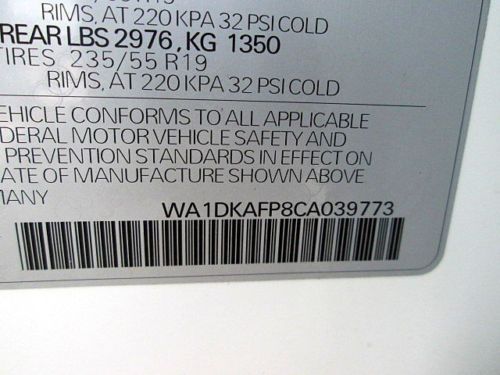 RIMS, AT 220 KPA 32 PSI COLD
REAR LBS 2976, KG 1350
TIRES 235/55 R19
RIMS, AT 220 KPA 32 PSI COLD
VEHICLE CONFORMS TO ALL APPLICABLE
FEDERAL MOTOR VEHICLE SAFETY AND
PREVENTION STANDARDS IN EFFECT ON
DATE OF MANUFACTURE SHOWN ABOVE
MANY
WA1DKAFP8CA039773